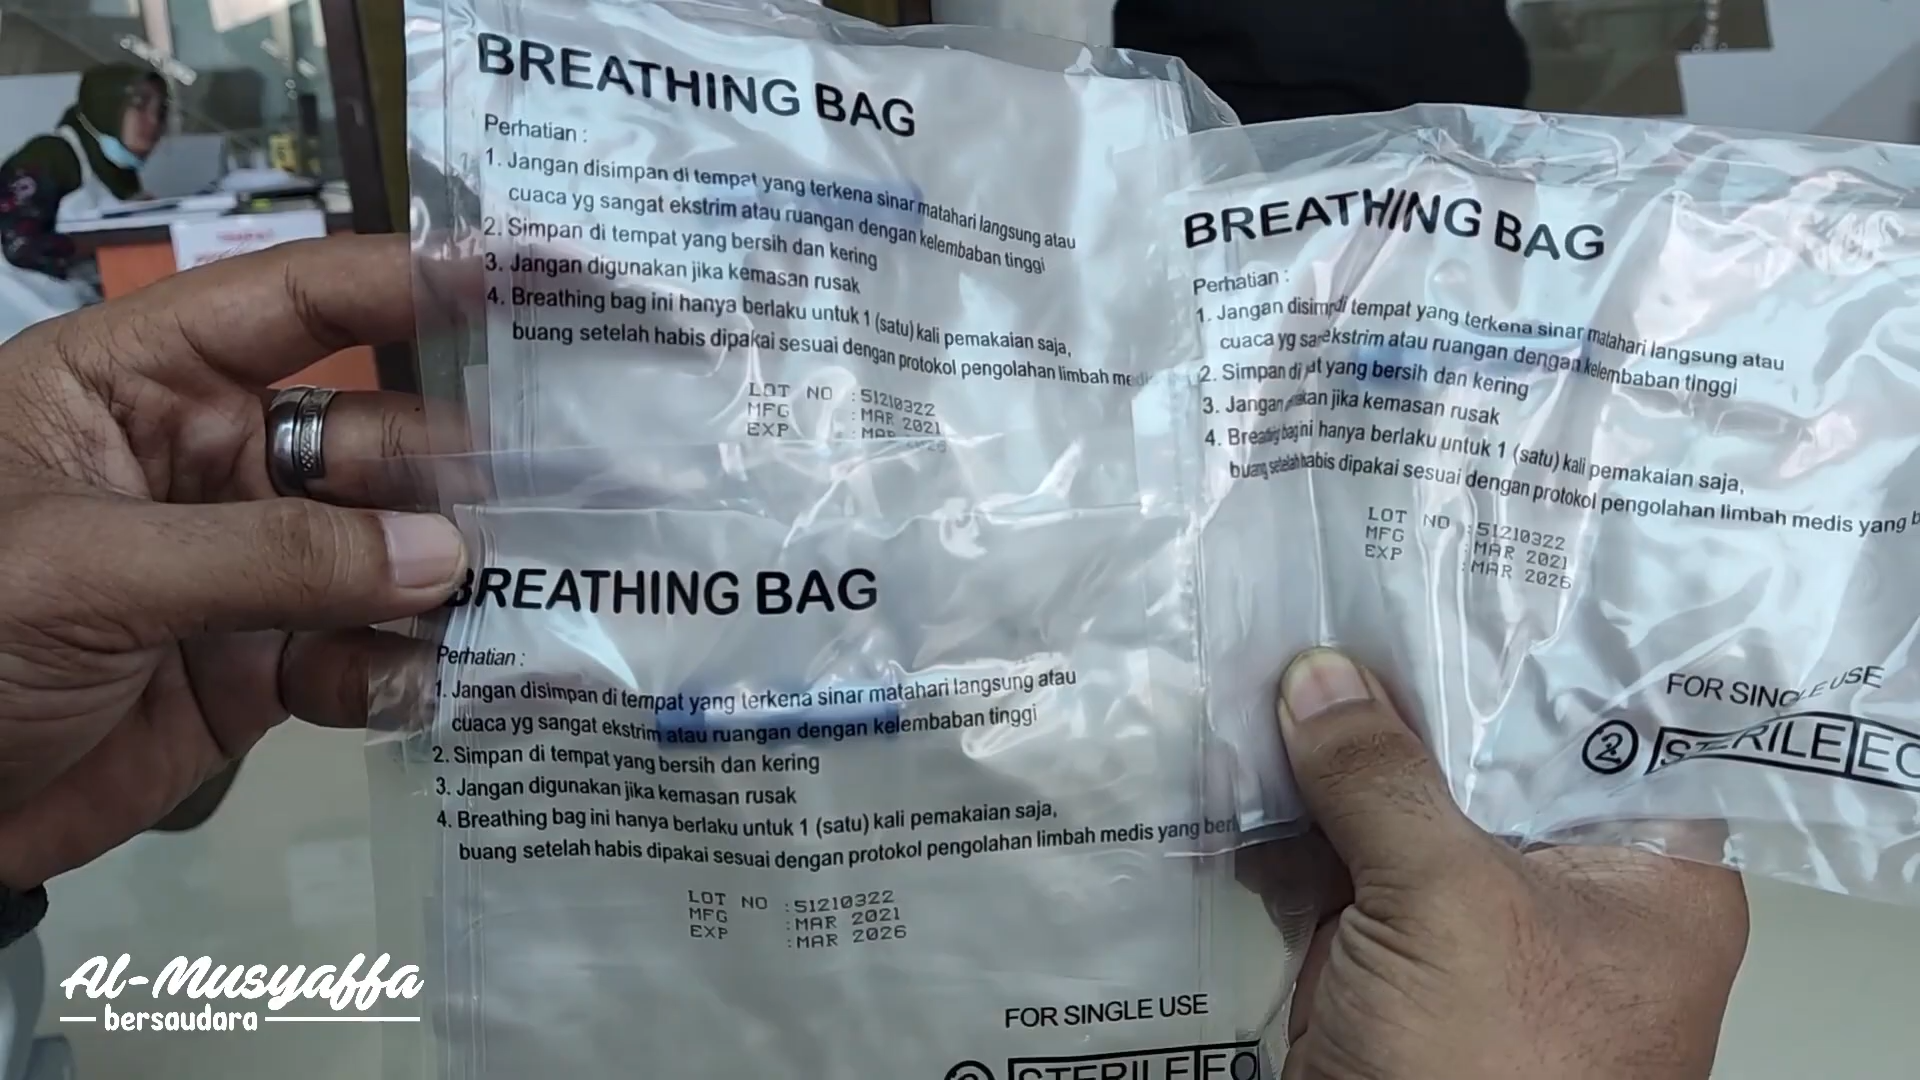 BREATHING BAG
Perhatian :
1. Jangan disimpan di tempat yang terkena sinar matahari langsung atau
cuaca yg sangat ekstrim atau ruangan dengan kelembaban tinggi
2. Simpan di tempat yang bersih dan kering
3. Jangan digunakan jika kemasan rusak
4. Breathing bag ini hanya berlaku untuk 1 (satu) kali pemakaian saja,
buang setelah habis dipakai sesuai dengan protokol pengolahan limbah
LOT NO : 51210322
MFG : MAR 2021
EXP : MAR
BREATHING BAG
Perhatian :
1. Jangan tempat yang terkena sinar matahari langsung atau
cuaca yg ekstrim atau ruangan dengan kelembaban tinggi
2. Simpan yang bersih dan kering
3. Jangan jika kemasan rusak
4. hanya berlaku untuk 1 (satu) kali pemakaian saja,
buang dipakai sesuai dengan protokol pengolahan limbah medis yang
LOT NO : 51210322
MFG : MAR 2021
EXP : MAR 2026
FOR SINGLE USE
2 STERILE
BREATHING BAG
Perhatian :
1. Jangan disimpan di tempat yang terkena sinar matahari langsung atau
cuaca yg sangat ekstrim atau ruangan dengan kelembaban tinggi
2. Simpan di tempat yang bersih dan kering
3. Jangan digunakan jika kemasan rusak
4. Breathing bag ini hanya berlaku untuk 1 (satu) kali pemakaian saja,
buang setelah habis dipakai sesuai dengan protokol pengolahan limbah medis yang
LOT NO : 51210322
MFG : MAR 2021
EXP : MAR 2026
FOR SINGLE USE
STERILE EO
Al-Musyaffa
bersaudara